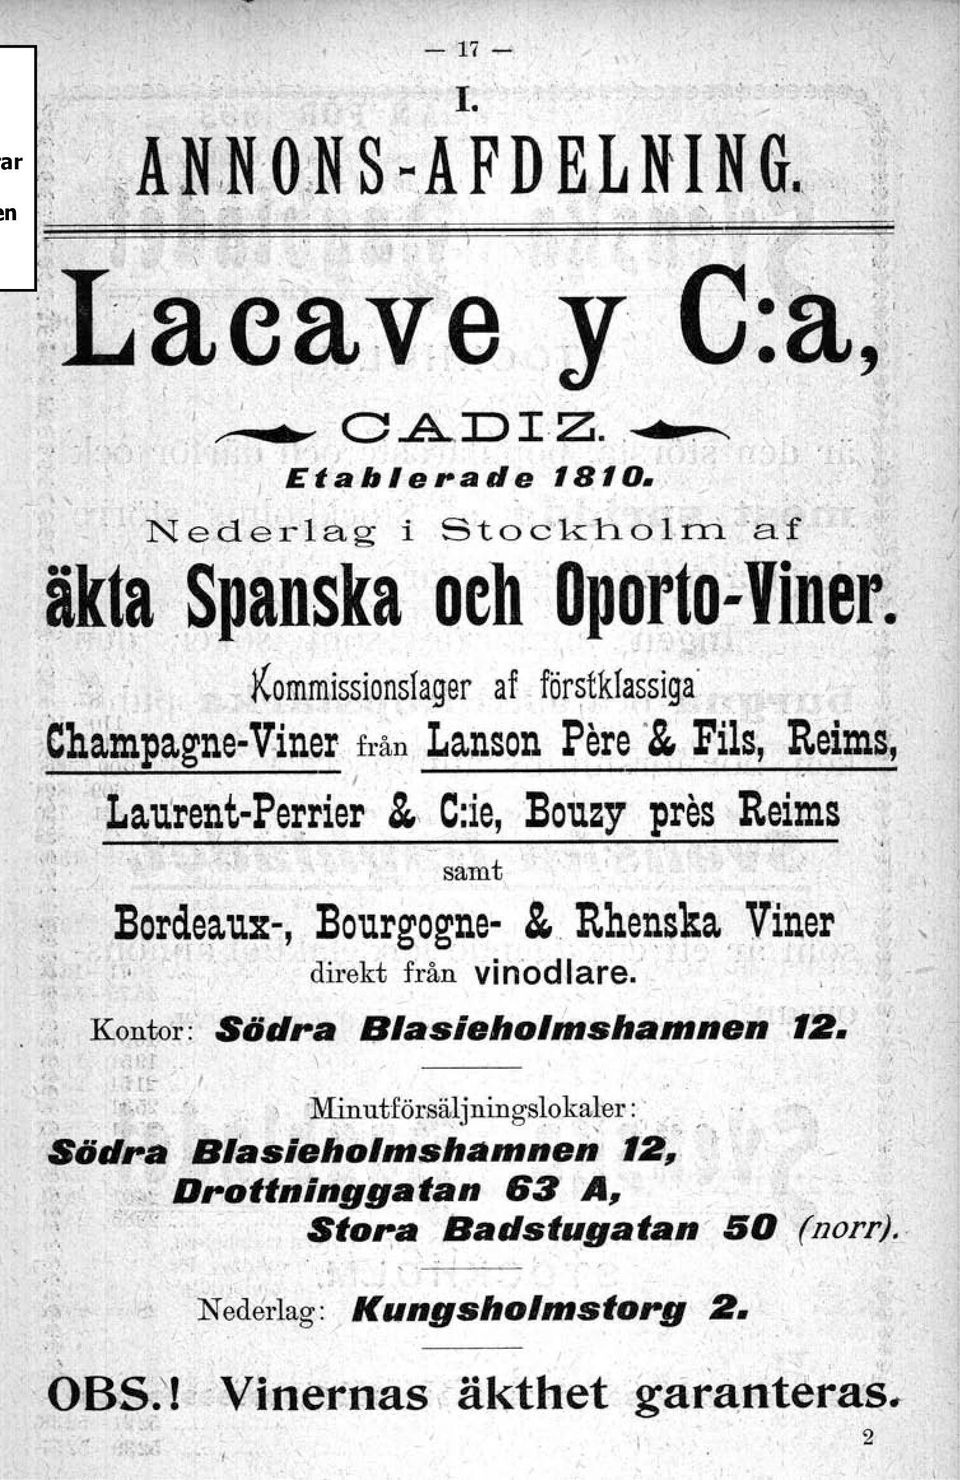 — 17 —
I.
ANNONS-AFDELNING.
ar
en
Lacave y C:a,
CADIZ.
Etablerade 1810.
Nederlag i Stockholm af
äkta Spanska och Oporto-Viner.
Kommissionslager af förstklassiga
Champagne-Viner från Lanson Père & Fils, Reims,
Laurent-Perrier & C:ie, Bouzy près Reims
samt
Bordeaux-, Bourgogne- & Rhenska Viner
direkt från vinodlare.
Kontor: Södra Blasieholmshamnen 12.
Minutförsäljningslokaler:
Södra Blasieholmshamnen 12,
Drottninggatan 63 A,
Stora Badstugatan 50 (norr).
Nederlag: Kungsholmstorg 2.
OBS.! Vinernas äkthet garanteras.
2